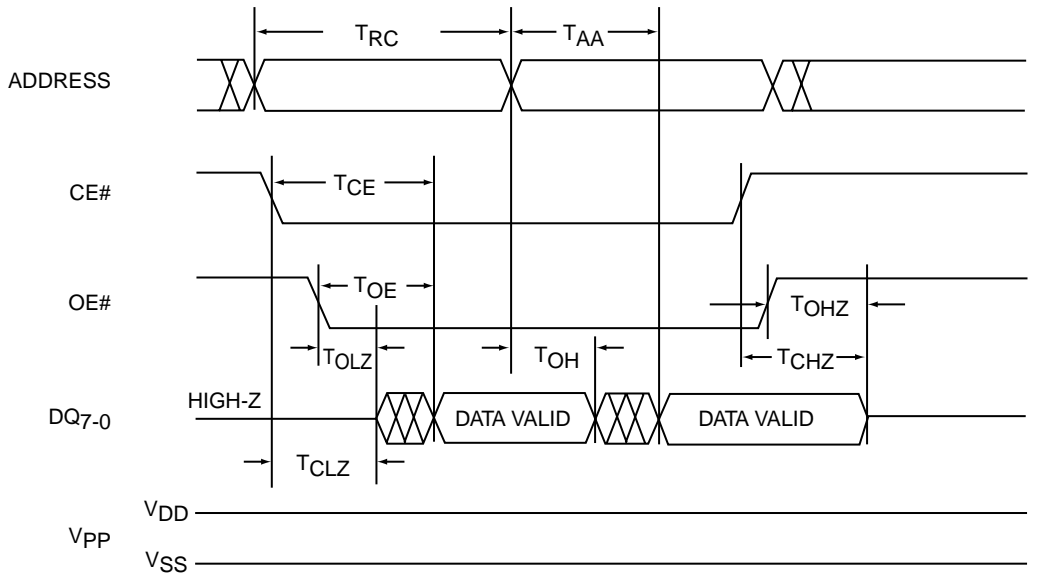 TRC TAA
ADDRESS
TCE
CE#
TOE
OE#
TOHZ
TOLZ TOH TCHZ
HIGH-Z
DQ7-0 DATA VALID DATA VALID
TCLZ
VDD
VPP
VSS